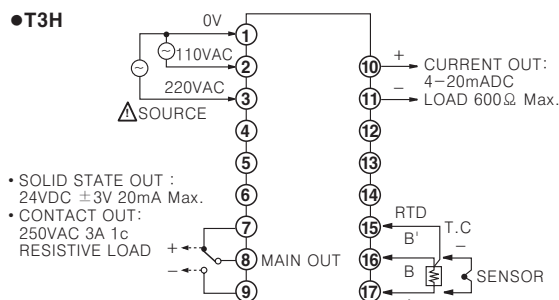 ●T3H
0V
1
110VAC
2
220VAC
3
SOURCE
4
5
6
• SOLID STATE OUT :
24VDC ±3V 20mA Max.
• CONTACT OUT:
250VAC 3A 1c
RESISTIVE LOAD
+
−
7
8 MAIN OUT
9
10 + CURRENT OUT:
4−20mADC
11 − LOAD 600Ω Max.
12
13
14
15 RTD
T.C
B'
−
16 B
SENSOR
17